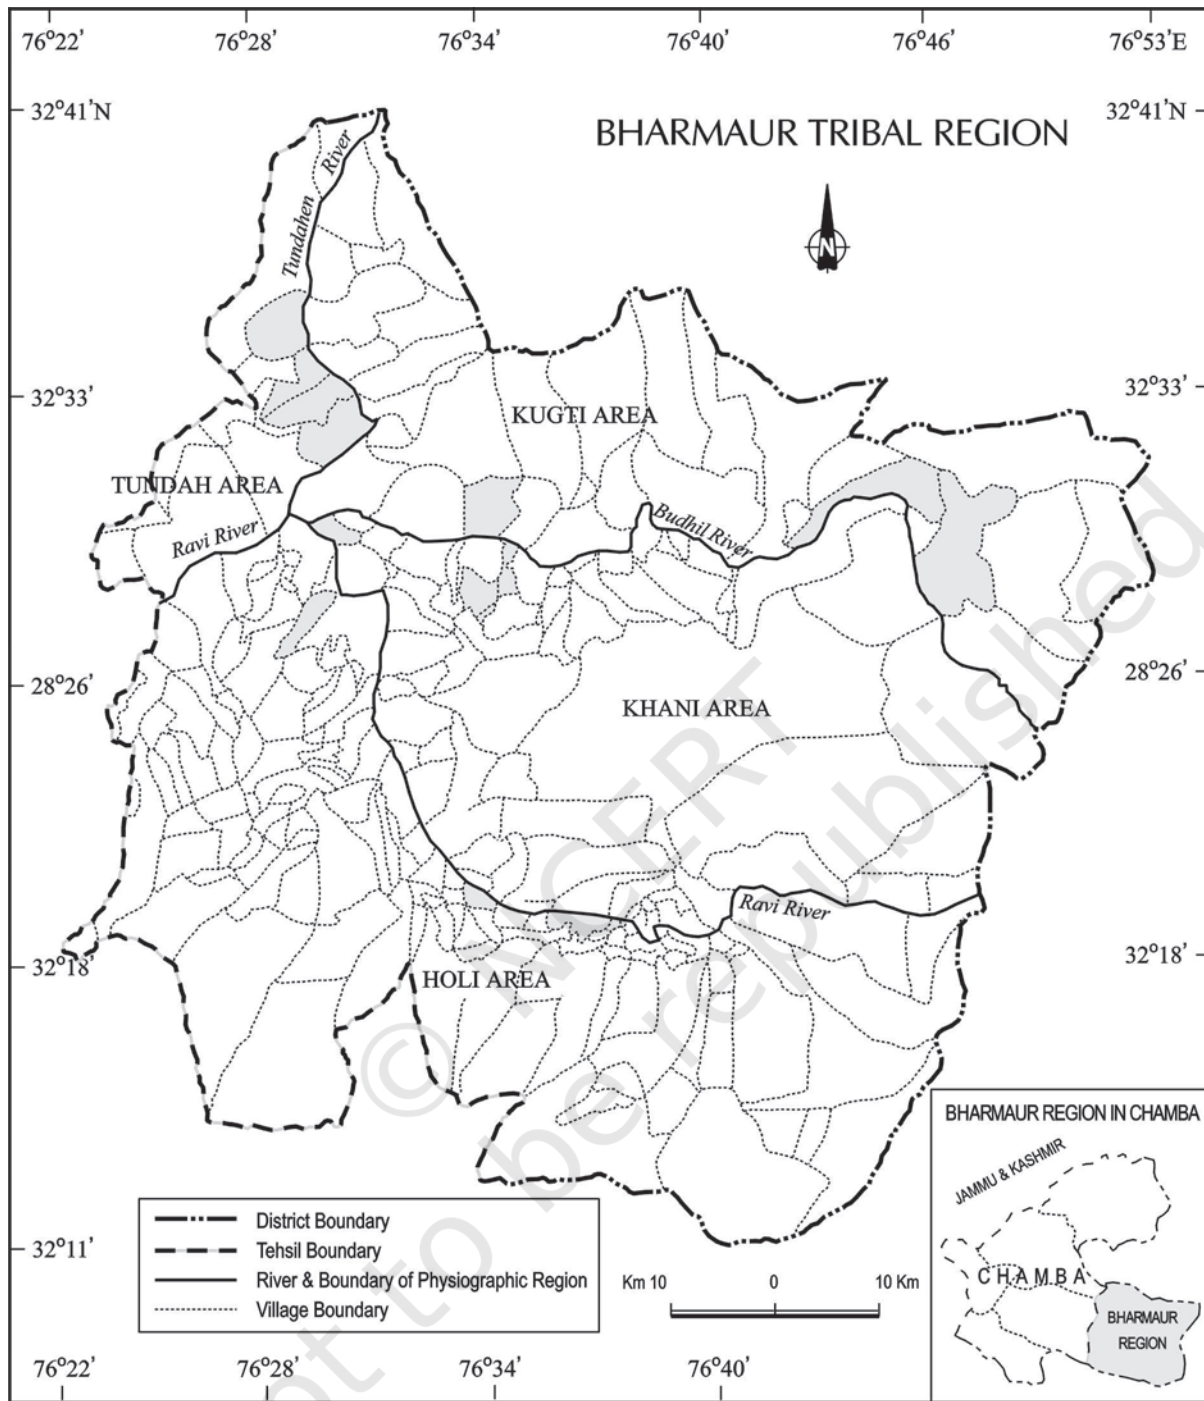 76°22' 76°28' 76°34' 76°40' 76°46' 76°53'E
32°41'N 32°41'N
BHARMAUR TRIBAL REGION
Tundahen River
N
32°33' 32°33'
KUGTI AREA
TUNDAH AREA
Ravi River
Budhil River
28°26' 28°26'
KHANI AREA
Ravi River
32°18' 32°18'
HOLI AREA
© NCERT
not to be republished
BHARMAUR REGION IN CHAMBA
JAMMU & KASHMIR
CHAMBA
BHARMAUR
REGION
District Boundary
Tehsil Boundary
River & Boundary of Physiographic Region
Village Boundary
32°11'
Km 10 0 10 Km
76°22' 76°28' 76°34' 76°40'